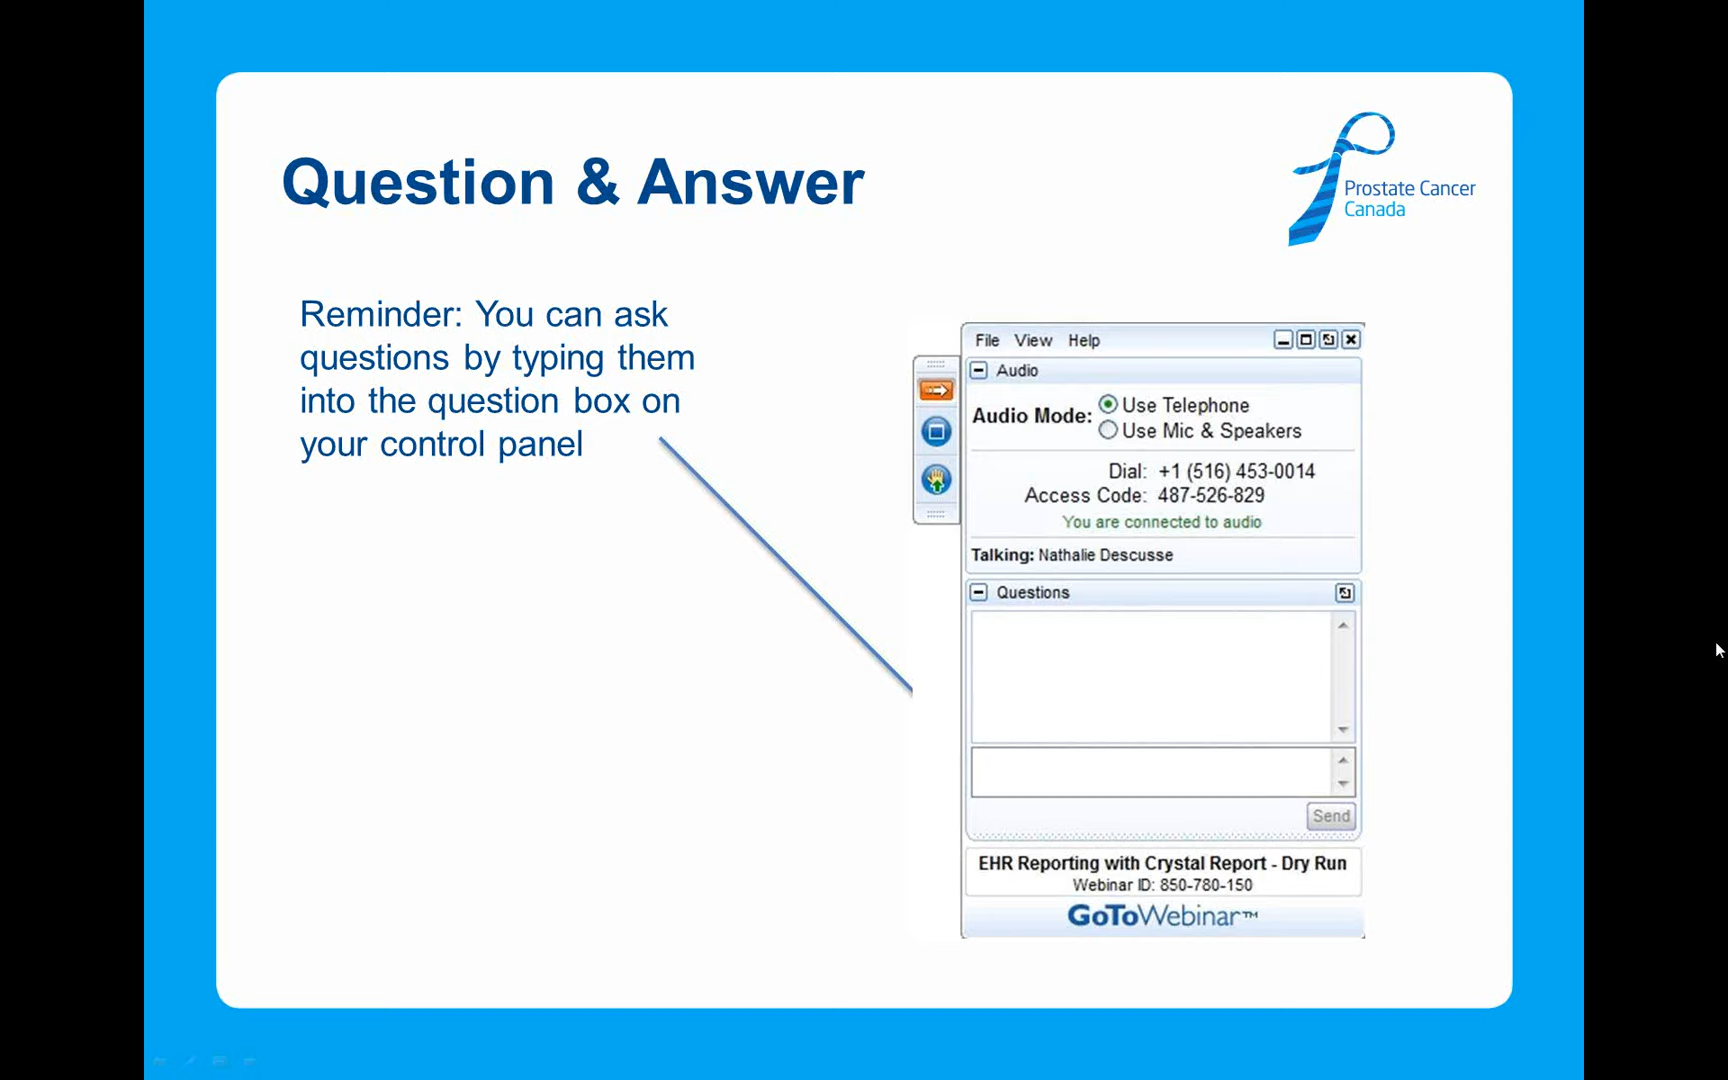 Question & Answer
Prostate Cancer
Canada
Reminder: You can ask
questions by typing them
into the question box on
your control panel
File View Help
Audio
Audio Mode: Use Telephone
Use Mic & Speakers
Dial: +1 (516) 453-0014
Access Code: 487-526-829
You are connected to audio
Talking: Nathalie Descusse
Questions
Send
EHR Reporting with Crystal Report - Dry Run
Webinar ID: 850-780-150
GoToWebinar™